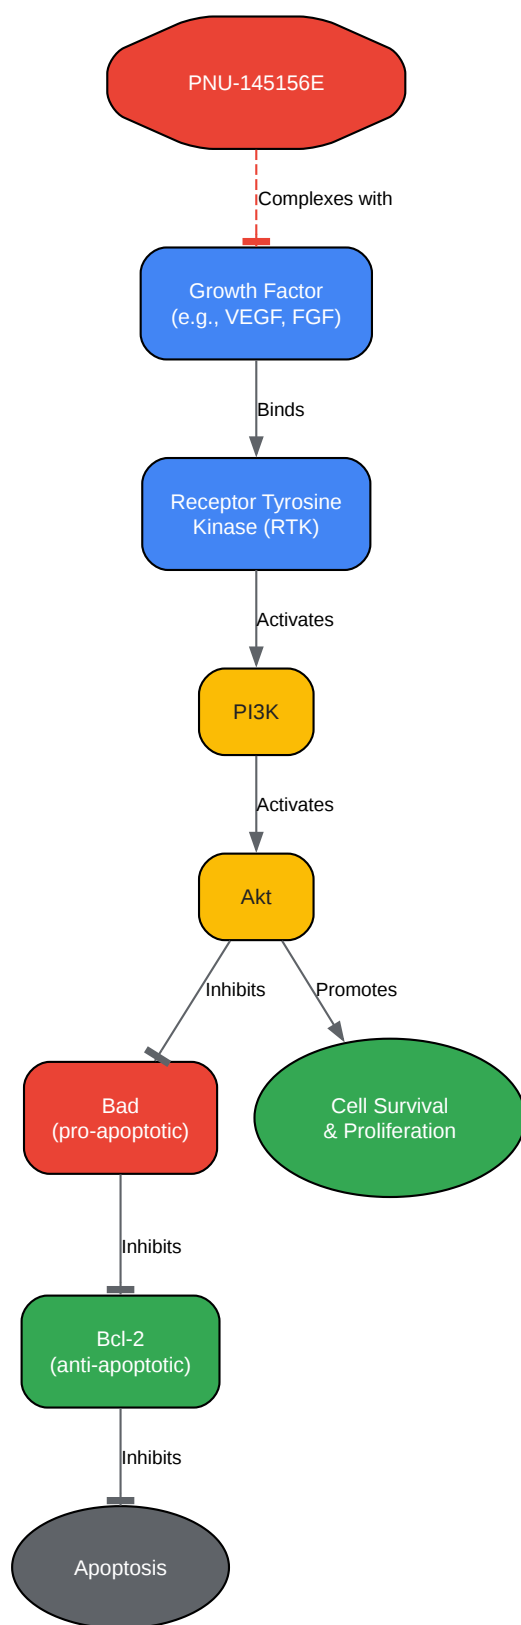 PNU-145156E
Complexes with
Growth Factor
(e.g., VEGF, FGF)
Binds
Receptor Tyrosine
Kinase (RTK)
Activates
PI3K
Activates
Akt
Inhibits
Promotes
Bad
(pro-apoptotic)
Cell Survival
& Proliferation
Inhibits
Bcl-2
(anti-apoptotic)
Inhibits
Apoptosis